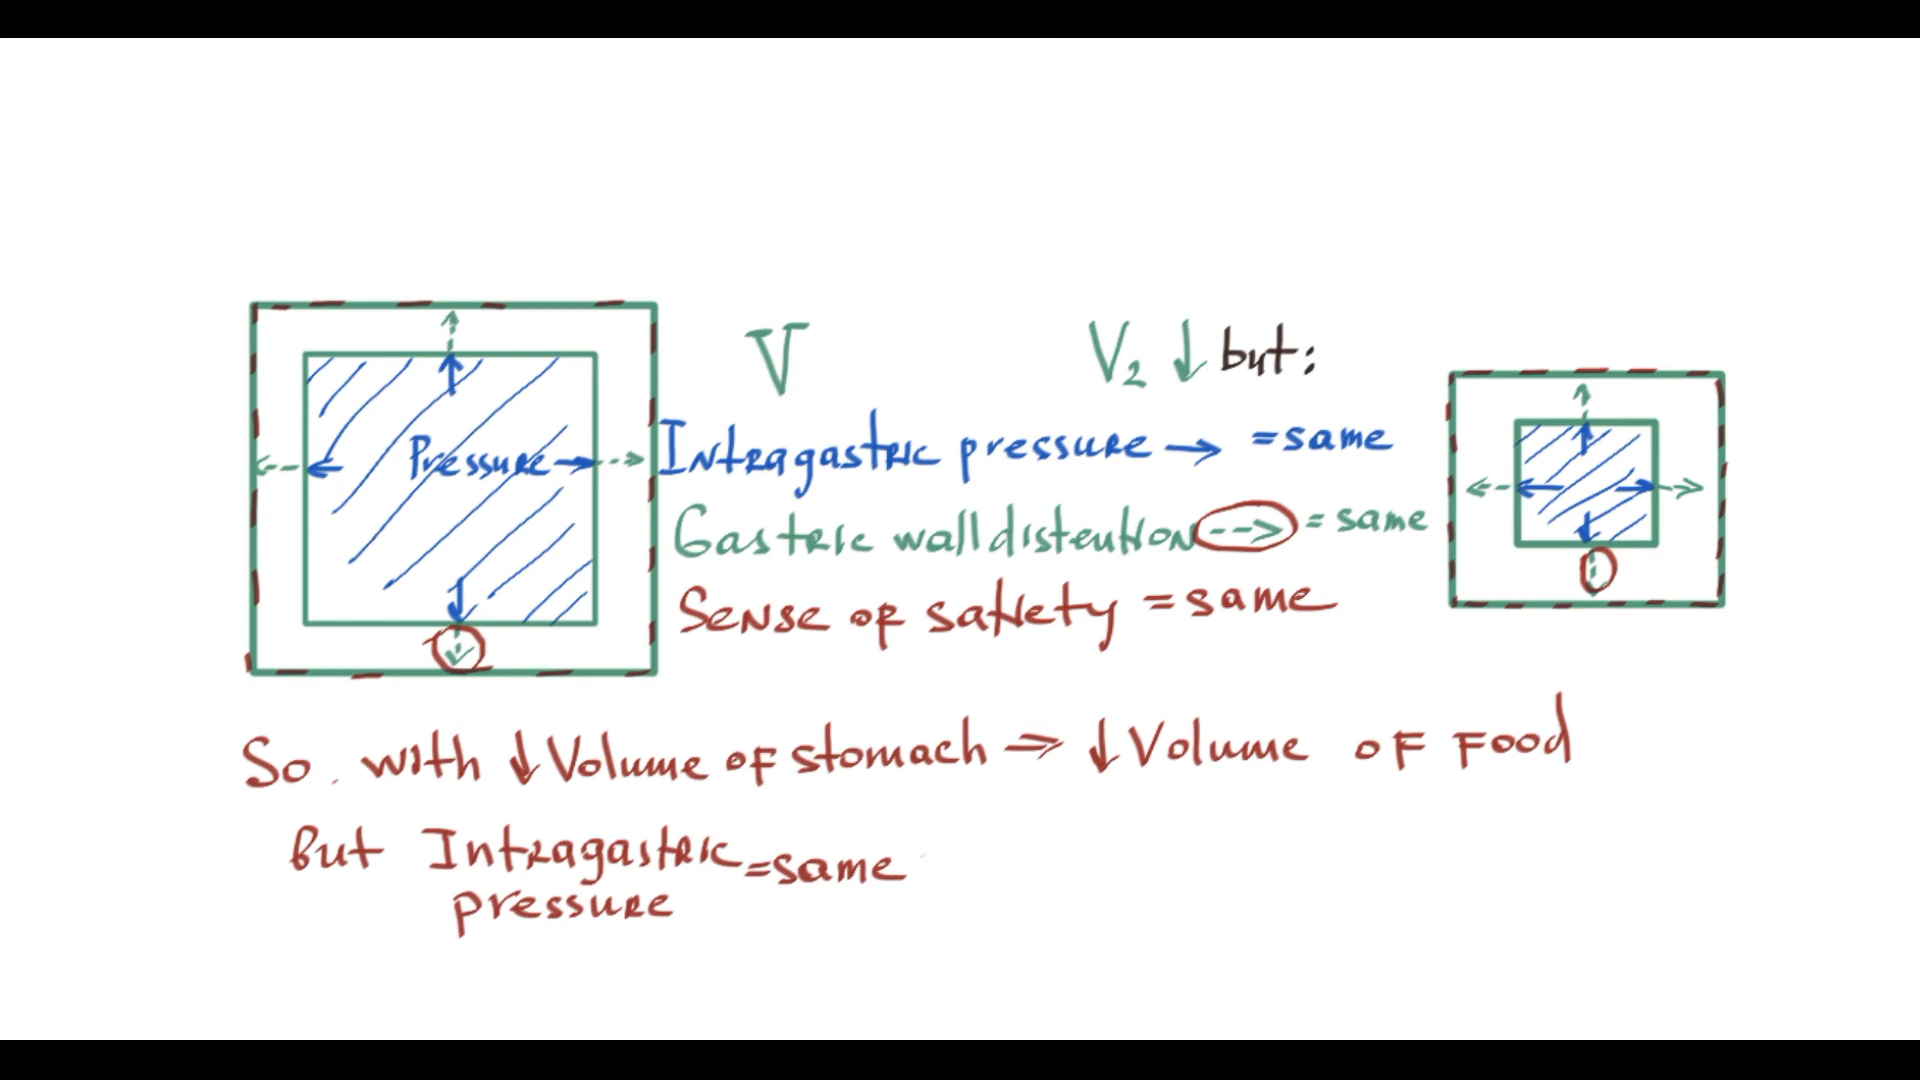 V V₂ ↓ but:
Pressure
Intragastric pressure → = same
Gastric wall distention --> = same
Sense of satiety = same
So. with ↓ Volume of stomach ⇒ ↓ Volume of Food
But Intragastric = same
pressure